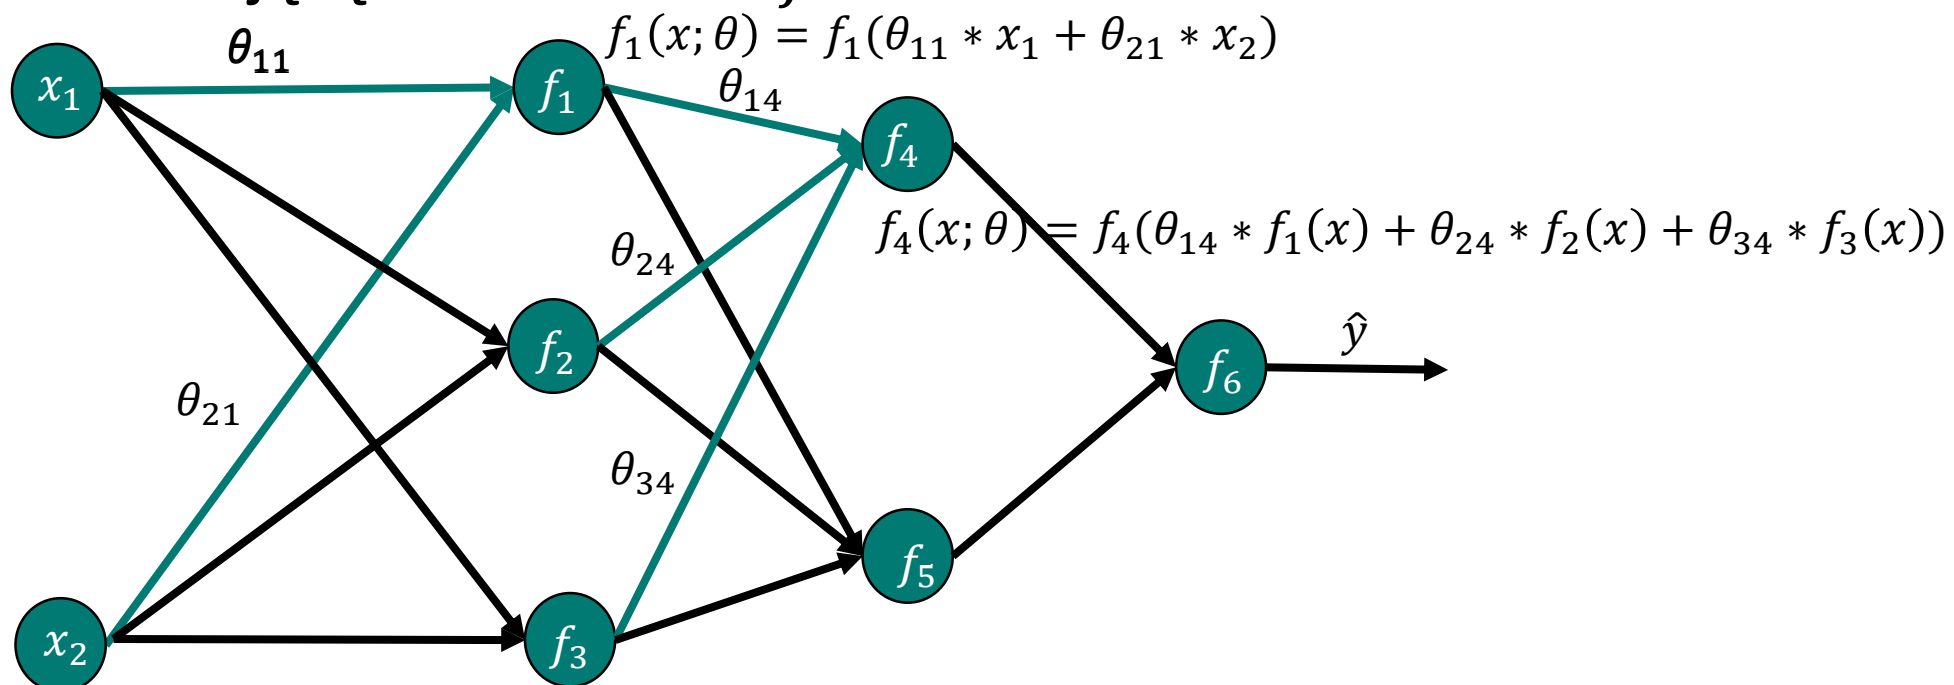 θ₁₁
f₁(x; θ) = f₁(θ₁₁ ∗ x₁ + θ₂₁ ∗ x₂)
x₁
f₁
θ₁₄
f₄
θ₂₄
f₄(x; θ) = f₄(θ₁₄ ∗ f₁(x) + θ₂₄ ∗ f₂(x) + θ₃₄ ∗ f₃(x))
f₂
ŷ
f₆
θ₂₁
θ₃₄
f₅
x₂
f₃